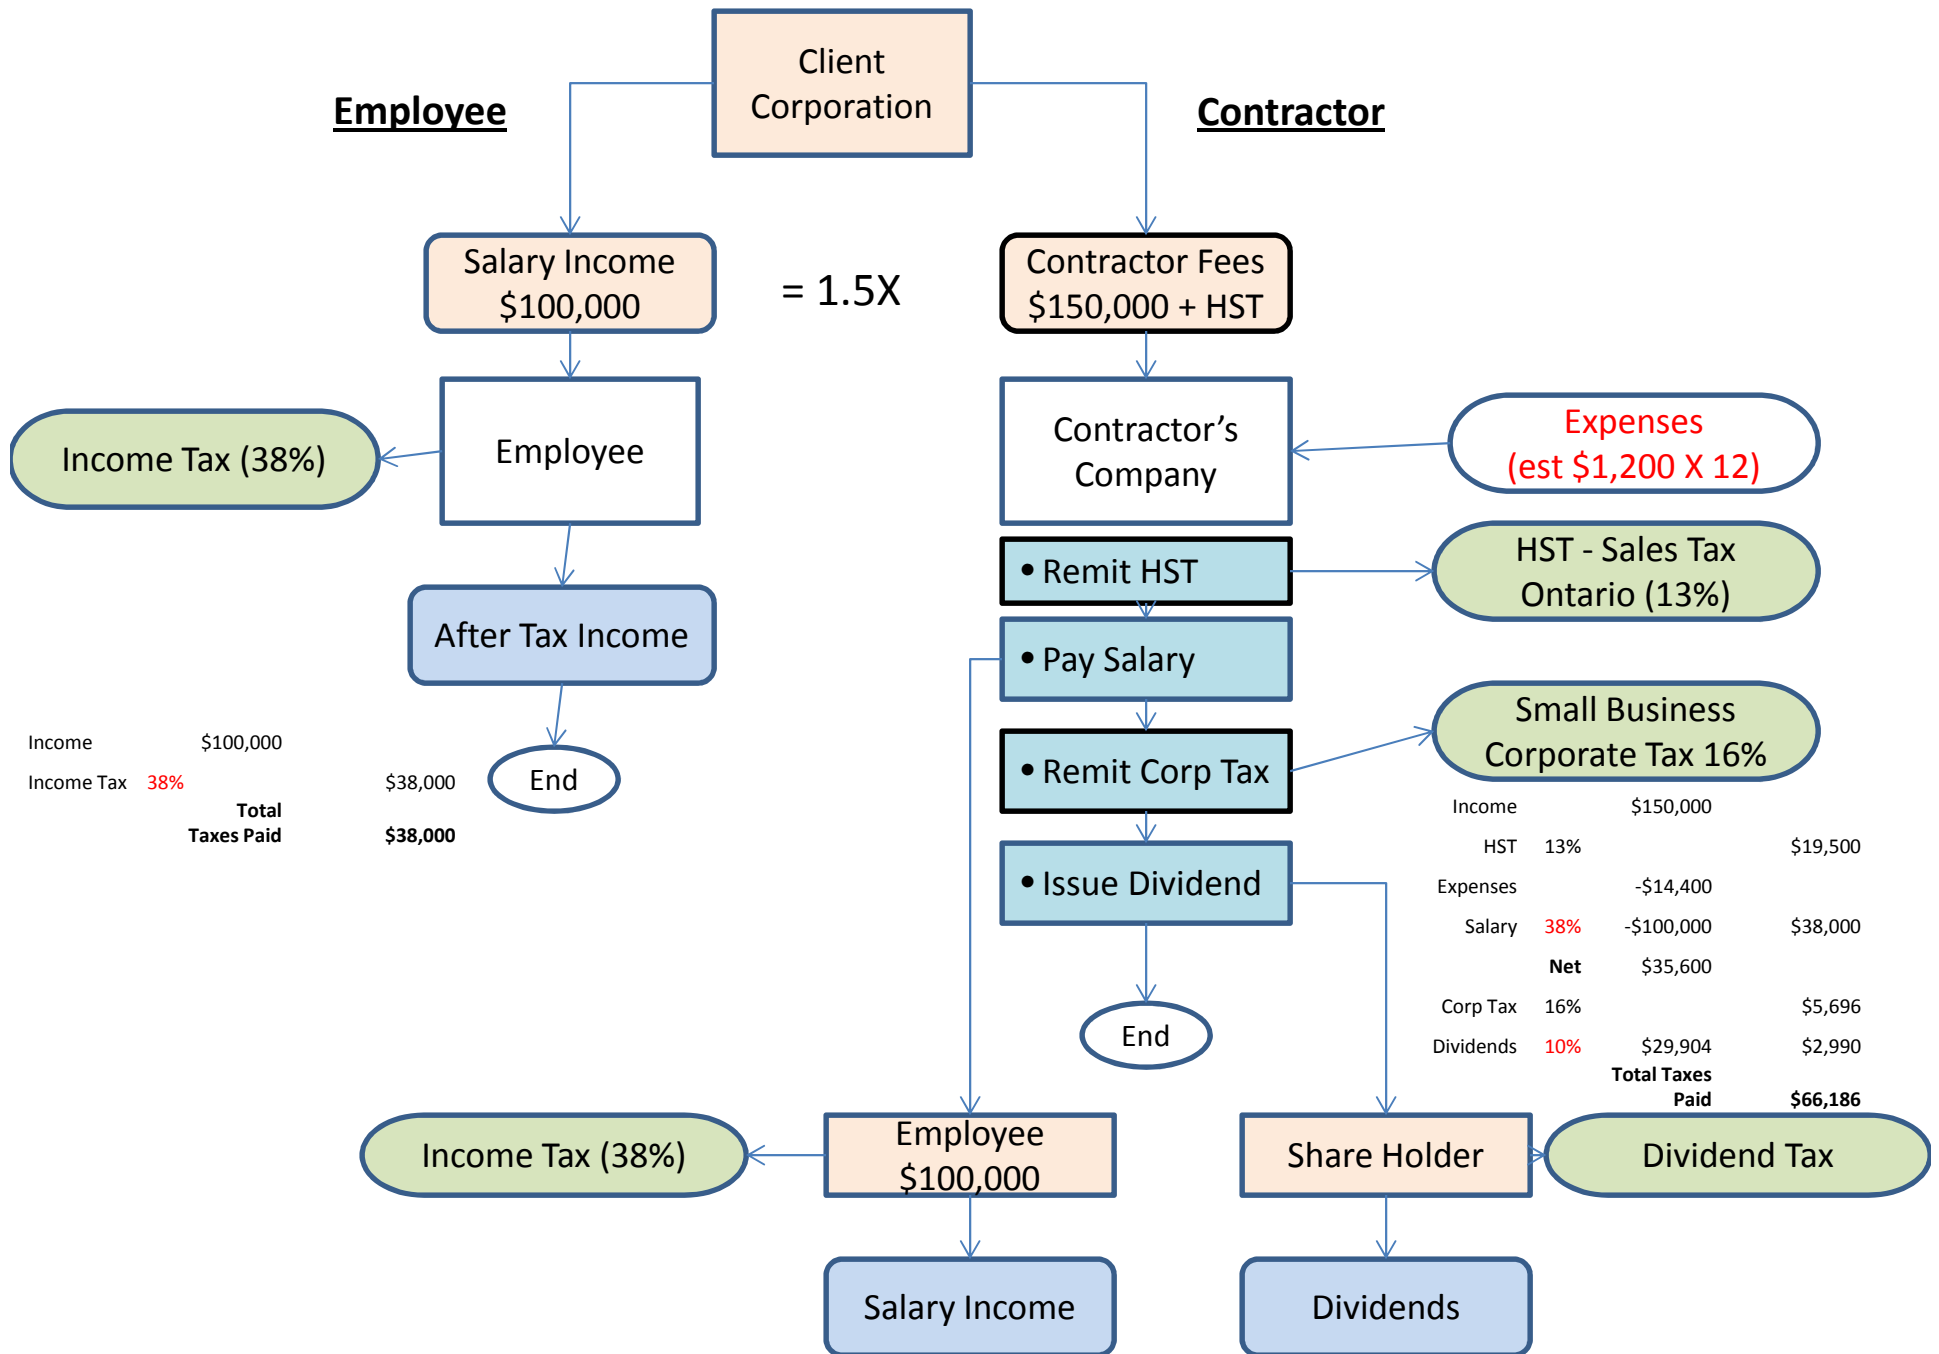 Client
Corporation
Employee
Contractor
Salary Income
$100,000
= 1.5X
Contractor Fees
$150,000 + HST
Income Tax (38%)
Employee
Contractor’s
Company
Expenses
(est $1,200 X 12)
• Remit HST
HST - Sales Tax
Ontario (13%)
After Tax Income
• Pay Salary
Small Business
Corporate Tax 16%
• Remit Corp Tax
Income $100,000
Income Tax 38% $38,000
Total
Taxes Paid $38,000
End
• Issue Dividend
Income $150,000
HST 13% $19,500
Expenses -$14,400
Salary 38% -$100,000 $38,000
Net $35,600
Corp Tax 16% $5,696
Dividends 10% $29,904 $2,990
Total Taxes
Paid $66,186
End
Income Tax (38%)
Employee
$100,000
Share Holder
Dividend Tax
Salary Income
Dividends